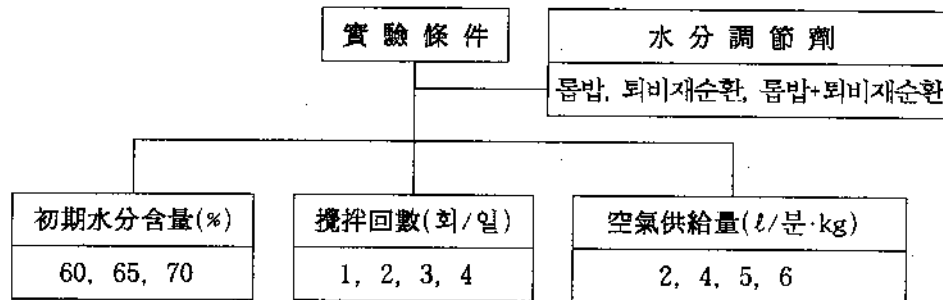 實驗條件
水分調節劑
톱밥, 퇴비재순환, 톱밥+퇴비재순환
初期水分含量(%)
60, 65, 70
攪拌回數(회/일)
1, 2, 3, 4
空氣供給量(ℓ/분·kg)
2, 4, 5, 6